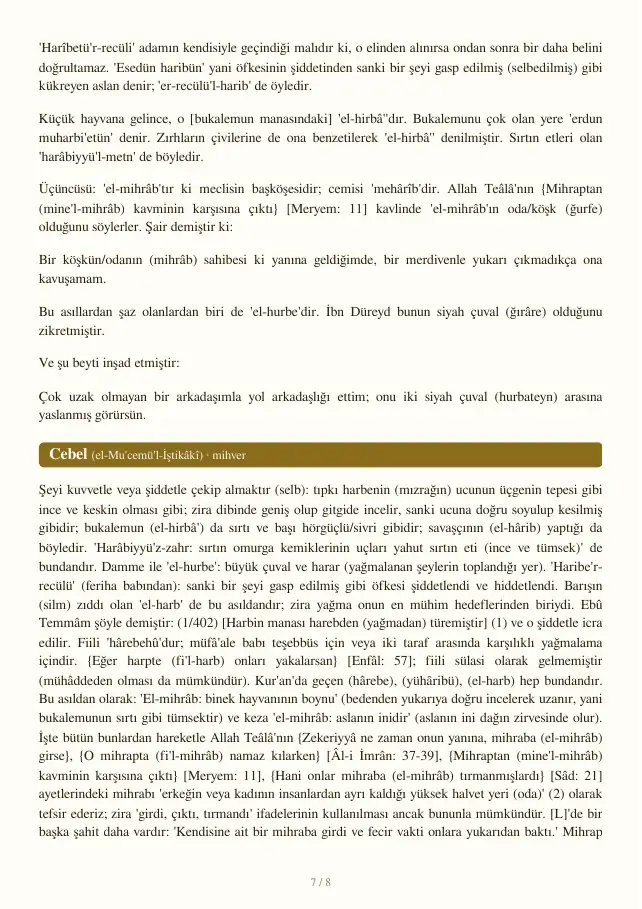 'Harîbetü'r-recüli' adamın kendisiyle geçindiği malıdır ki, o elinden alınırsa ondan sonra bir daha belini
doğrultamaz. 'Esedün haribün' yani öfkesinin şiddetinden sanki bir şeyi gasp edilmiş (selbedilmiş) gibi
kükreyen aslan denir; 'er-recülü'l-harib' de öyledir.
Küçük hayvana gelince, o [bukalemun manasındaki] 'el-hirbâ''dır. Bukalemunu çok olan yere 'erdun
muharbi'etün' denir. Zırhların çivilerine de ona benzetilerek 'el-hirbâ'' denilmiştir. Sırtın etleri olan
'harâbiyyü'l-metn' de böyledir.
Üçüncüsü: 'el-mihrâb'tır ki meclisin başköşesidir; cemisi 'mehârîb'dir. Allah Teâlâ'nın {Mihraptan
(mine'l-mihrâb) kavminin karşısına çıktı} [Meryem: 11] kavlinde 'el-mihrâb'ın oda/köşk (ğurfe)
olduğunu söylerler. Şair demiştir ki:
Bir köşkün/odanın (mihrâb) sahibesi ki yanına geldiğimde, bir merdivenle yukarı çıkmadıkça ona
kavuşamam.
Bu asıllardan şaz olanlardan biri de 'el-hurbe'dir. İbn Düreyd bunun siyah çuval (ğırâre) olduğunu
zikretmiştir.
Ve şu beyti inşad etmiştir:
Çok uzak olmayan bir arkadaşımla yol arkadaşlığı ettim; onu iki siyah çuval (hurbateyn) arasına
yaslanmış görürsün.
Cebel (el-Mu'cemü'l-İştikâkî) · mihver
Şeyi kuvvetle veya şiddetle çekip almaktır (selb): tıpkı harbenin (mızrağın) ucunun üçgenin tepesi gibi
ince ve keskin olması gibi; zira dibinde geniş olup gitgide incelir, sanki ucuna doğru soyulup kesilmiş
gibidir; bukalemun (el-hirbâ') da sırtı ve başı hörgüçlü/sivri gibidir; savaşçının (el-hârib) yaptığı da
böyledir. 'Harâbiyyü'z-zahr: sırtın omurga kemiklerinin uçları yahut sırtın eti (ince ve tümsek)' de
bundandır. Damme ile 'el-hurbe': büyük çuval ve harar (yağmalanan şeylerin toplandığı yer). 'Haribe'r-
recülü' (feriha babından): sanki bir şeyi gasp edilmiş gibi öfkesi şiddetlendi ve hiddetlendi. Barışın
(silm) zıddı olan 'el-harb' de bu asıldandır; zira yağma onun en mühim hedeflerinden biriydi. Ebû
Temmâm şöyle demiştir: (1/402) [Harbin manası harebden (yağmadan) türemiştir] (1) ve o şiddetle icra
edilir. Fiili 'hârebehû'dur; müfâ'ale babı teşebbüs için veya iki taraf arasında karşılıklı yağmalama
içindir. {Eğer harpte (fi'l-harb) onları yakalarsan} [Enfâl: 57]; fiili sülasi olarak gelmemiştir
(mühâddeden olması da mümkündür). Kur'an'da geçen (hârebe), (yühâribü), (el-harb) hep bundandır.
Bu asıldan olarak: 'El-mihrâb: binek hayvanının boynu' (bedenden yukarıya doğru incelerek uzanır, yani
bukalemunun sırtı gibi tümsektir) ve keza 'el-mihrâb: aslanın inidir' (aslanın ini dağın zirvesinde olur).
İşte bütün bunlardan hareketle Allah Teâlâ'nın {Zekeriyyâ ne zaman onun yanına, mihraba (el-mihrâb)
girse}, {O mihrapta (fi'l-mihrâb) namaz kılarken} [Âl-i İmrân: 37-39], {Mihraptan (mine'l-mihrâb)
kavminin karşısına çıktı} [Meryem: 11], {Hani onlar mihraba (el-mihrâb) tırmanmışlardı} [Sâd: 21]
ayetlerindeki mihrabı 'erkeğin veya kadının insanlardan ayrı kaldığı yüksek halvet yeri (oda)' (2) olarak
tefsir ederiz; zira 'girdi, çıktı, tırmandı' ifadelerinin kullanılması ancak bununla mümkündür. [L]'de bir
başka şahit daha vardır: 'Kendisine ait bir mihraba girdi ve fecir vakti onlara yukarıdan baktı.' Mihrap
7 / 8